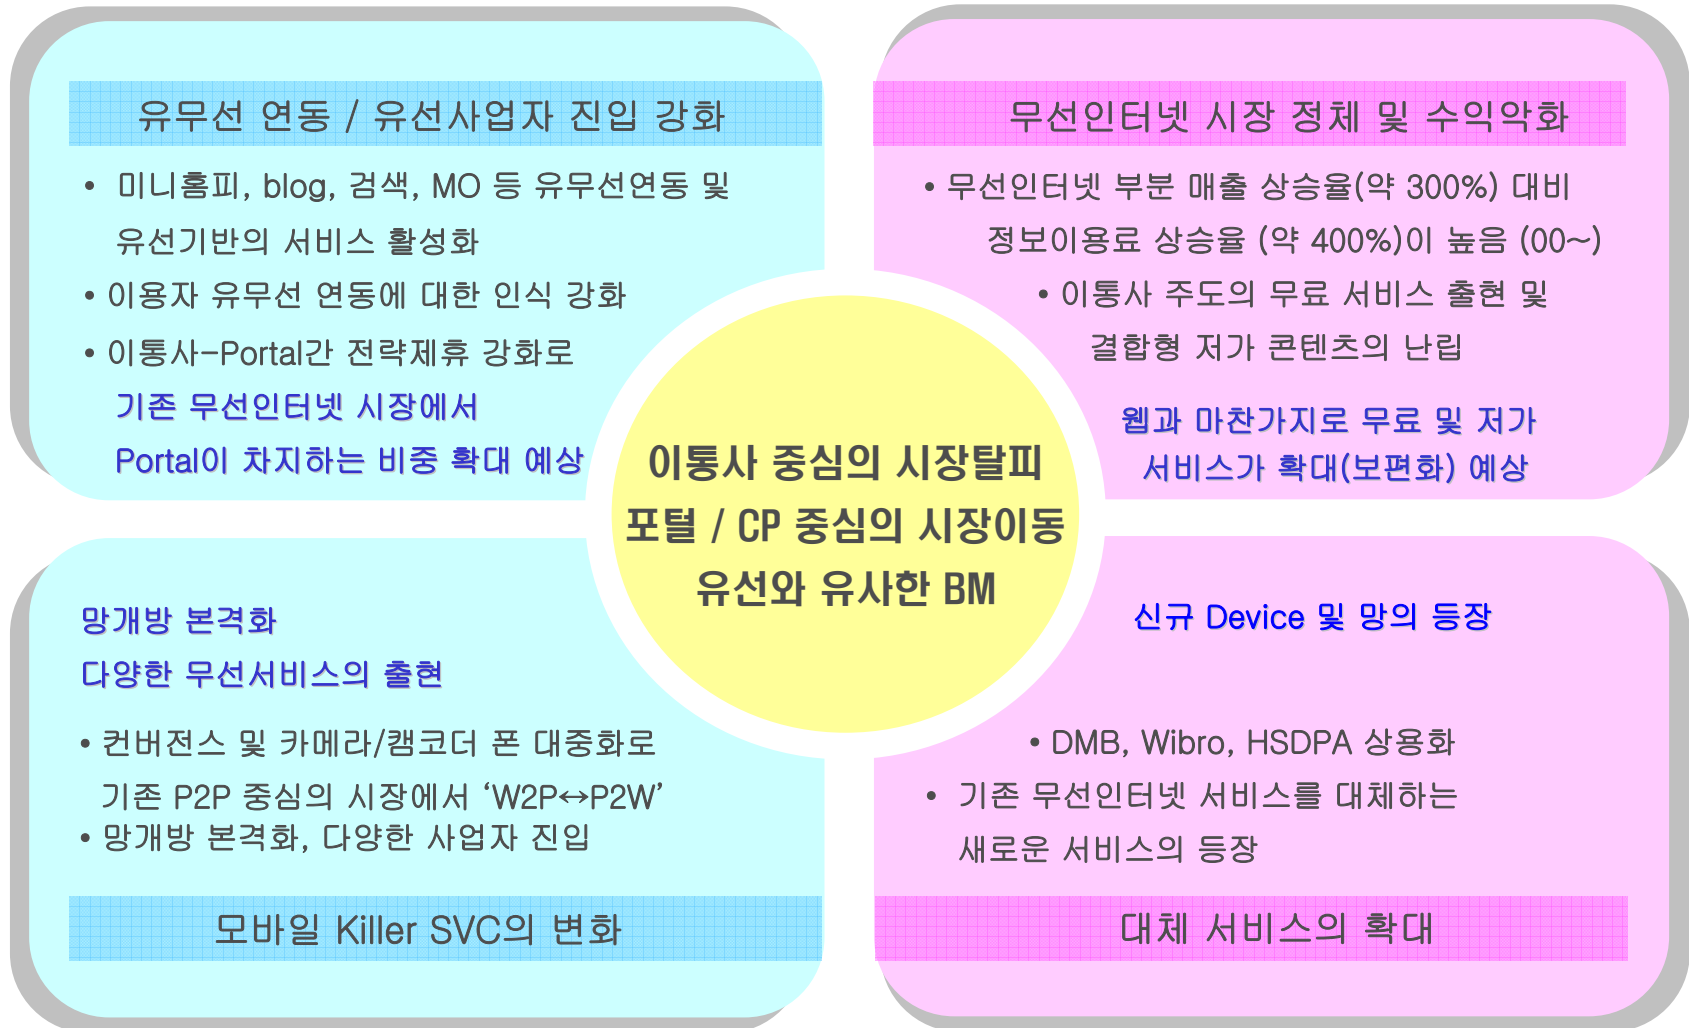 유무선 연동 / 유선사업자 진입 강화
• 미니홈피, blog, 검색, MO 등 유무선연동 및
유선기반의 서비스 활성화
• 이용자 유무선 연동에 대한 인식 강화
• 이통사-Portal간 전략제휴 강화로
기존 무선인터넷 시장에서
Portal이 차지하는 비중 확대 예상
무선인터넷 시장 정체 및 수익악화
• 무선인터넷 부분 매출 상승율(약 300%) 대비
정보이용료 상승율 (약 400%)이 높음 (00~)
• 이통사 주도의 무료 서비스 출현 및
결합형 저가 콘텐츠의 난립
웹과 마찬가지로 무료 및 저가
서비스가 확대(보편화) 예상
이통사 중심의 시장탈피
포털 / CP 중심의 시장이동
유선와 유사한 BM
망개방 본격화
다양한 무선서비스의 출현
• 컨버전스 및 카메라/캠코더 폰 대중화로
기존 P2P 중심의 시장에서 ‘W2P↔P2W’
• 망개방 본격화, 다양한 사업자 진입
모바일 Killer SVC의 변화
신규 Device 및 망의 등장
• DMB, Wibro, HSDPA 상용화
• 기존 무선인터넷 서비스를 대체하는
새로운 서비스의 등장
대체 서비스의 확대